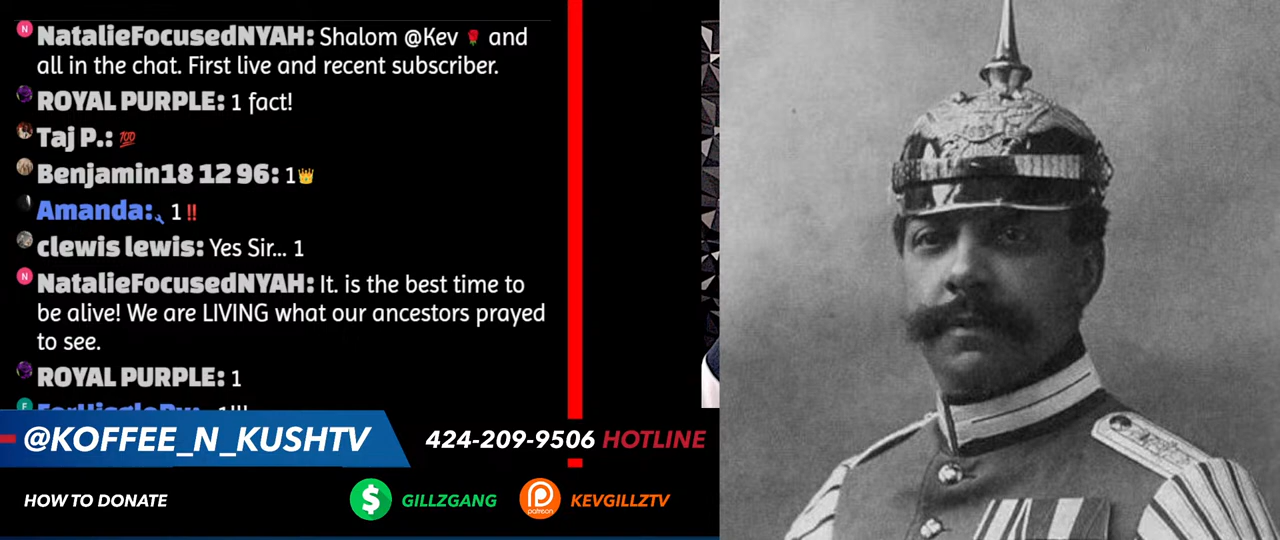 NatalieFocusedNYAH: Shalom @Kev 🌹 and
all in the chat. First live and recent subscriber.
ROYAL PURPLE: 1 fact!
Taj P.: 💯
Benjamin18 12 96: 1👑
Amanda: 🔧 1‼️
clewis lewis: Yes Sir... 1
NatalieFocusedNYAH: It. is the best time to
be alive! We are LIVING what our ancestors prayed
to see.
ROYAL PURPLE: 1
@KOFFEE_N_KUSHTV
424-209-9506 HOTLINE
HOW TO DONATE
$ GILLZGANG
patreon KEVGILLZTV